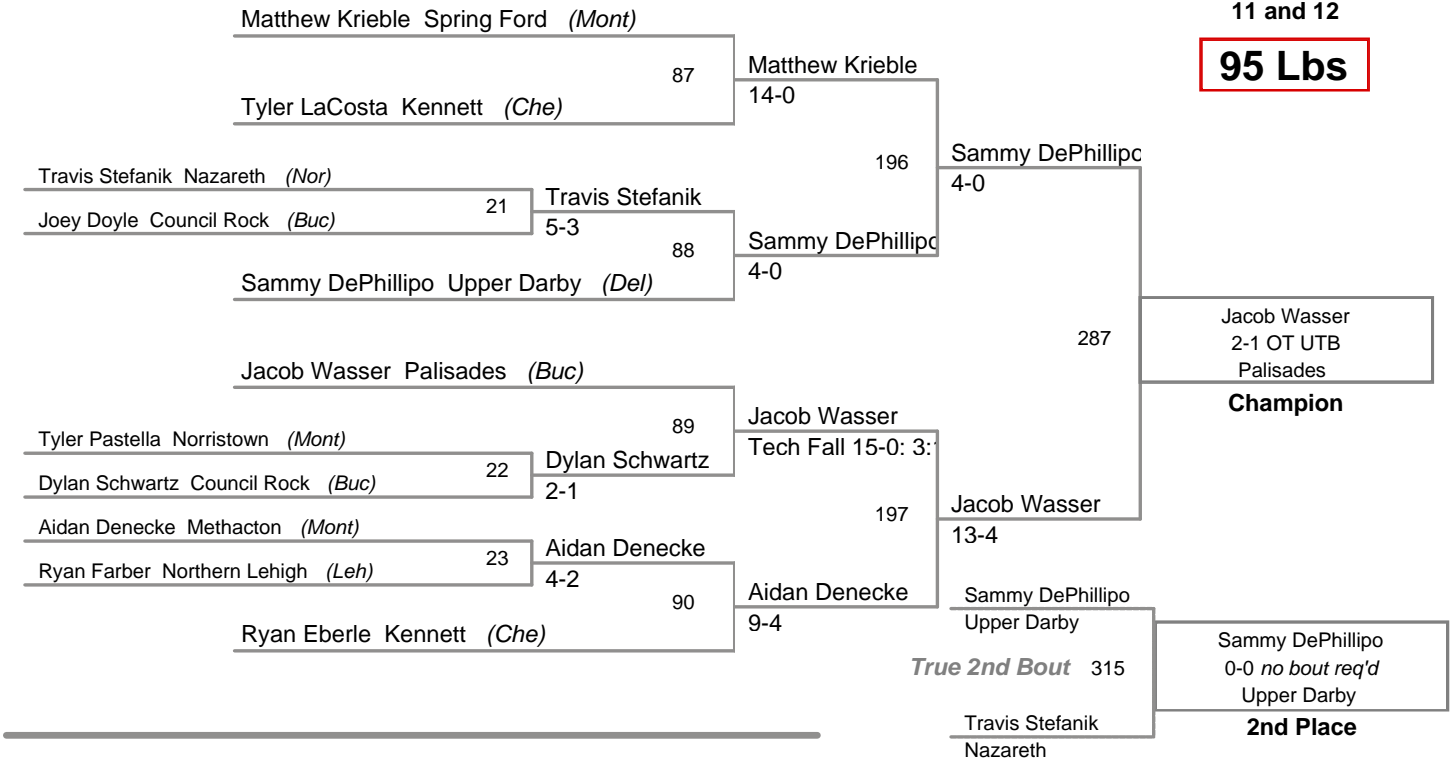 11 and 12
95 Lbs
Matthew Krieble Spring Ford (Mont)
87
Tyler LaCosta Kennett (Che)
Matthew Krieble
14-0
Travis Stefanik Nazareth (Nor)
21
Joey Doyle Council Rock (Buc)
Travis Stefanik
5-3
88
Sammy DePhillipo Upper Darby (Del)
Sammy DePhillipo
4-0
196
Sammy DePhillipo
4-0
Jacob Wasser Palisades (Buc)
89
Tyler Pastella Norristown (Mont)
22
Dylan Schwartz Council Rock (Buc)
Dylan Schwartz
2-1
Jacob Wasser
Tech Fall 15-0: 3:
Aidan Denecke Methacton (Mont)
23
Ryan Farber Northern Lehigh (Leh)
Aidan Denecke
4-2
90
Ryan Eberle Kennett (Che)
Aidan Denecke
9-4
197
Jacob Wasser
13-4
287
Jacob Wasser
2-1 OT UTB
Palisades
Champion
Sammy DePhillipo
Upper Darby
True 2nd Bout 315
Travis Stefanik
Nazareth
Sammy DePhillipo
0-0 no bout req'd
Upper Darby
2nd Place